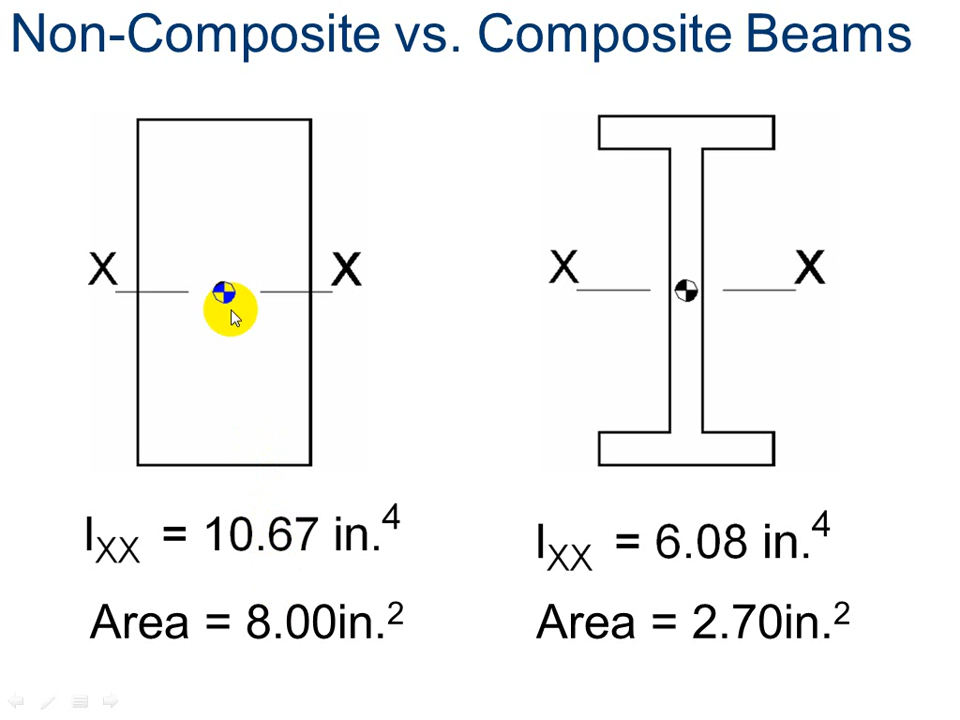 Non-Composite vs. Composite Beams
X X
X X
I_XX = 10.67 in.⁴
I_XX = 6.08 in.⁴
Area = 8.00in.²
Area = 2.70in.²